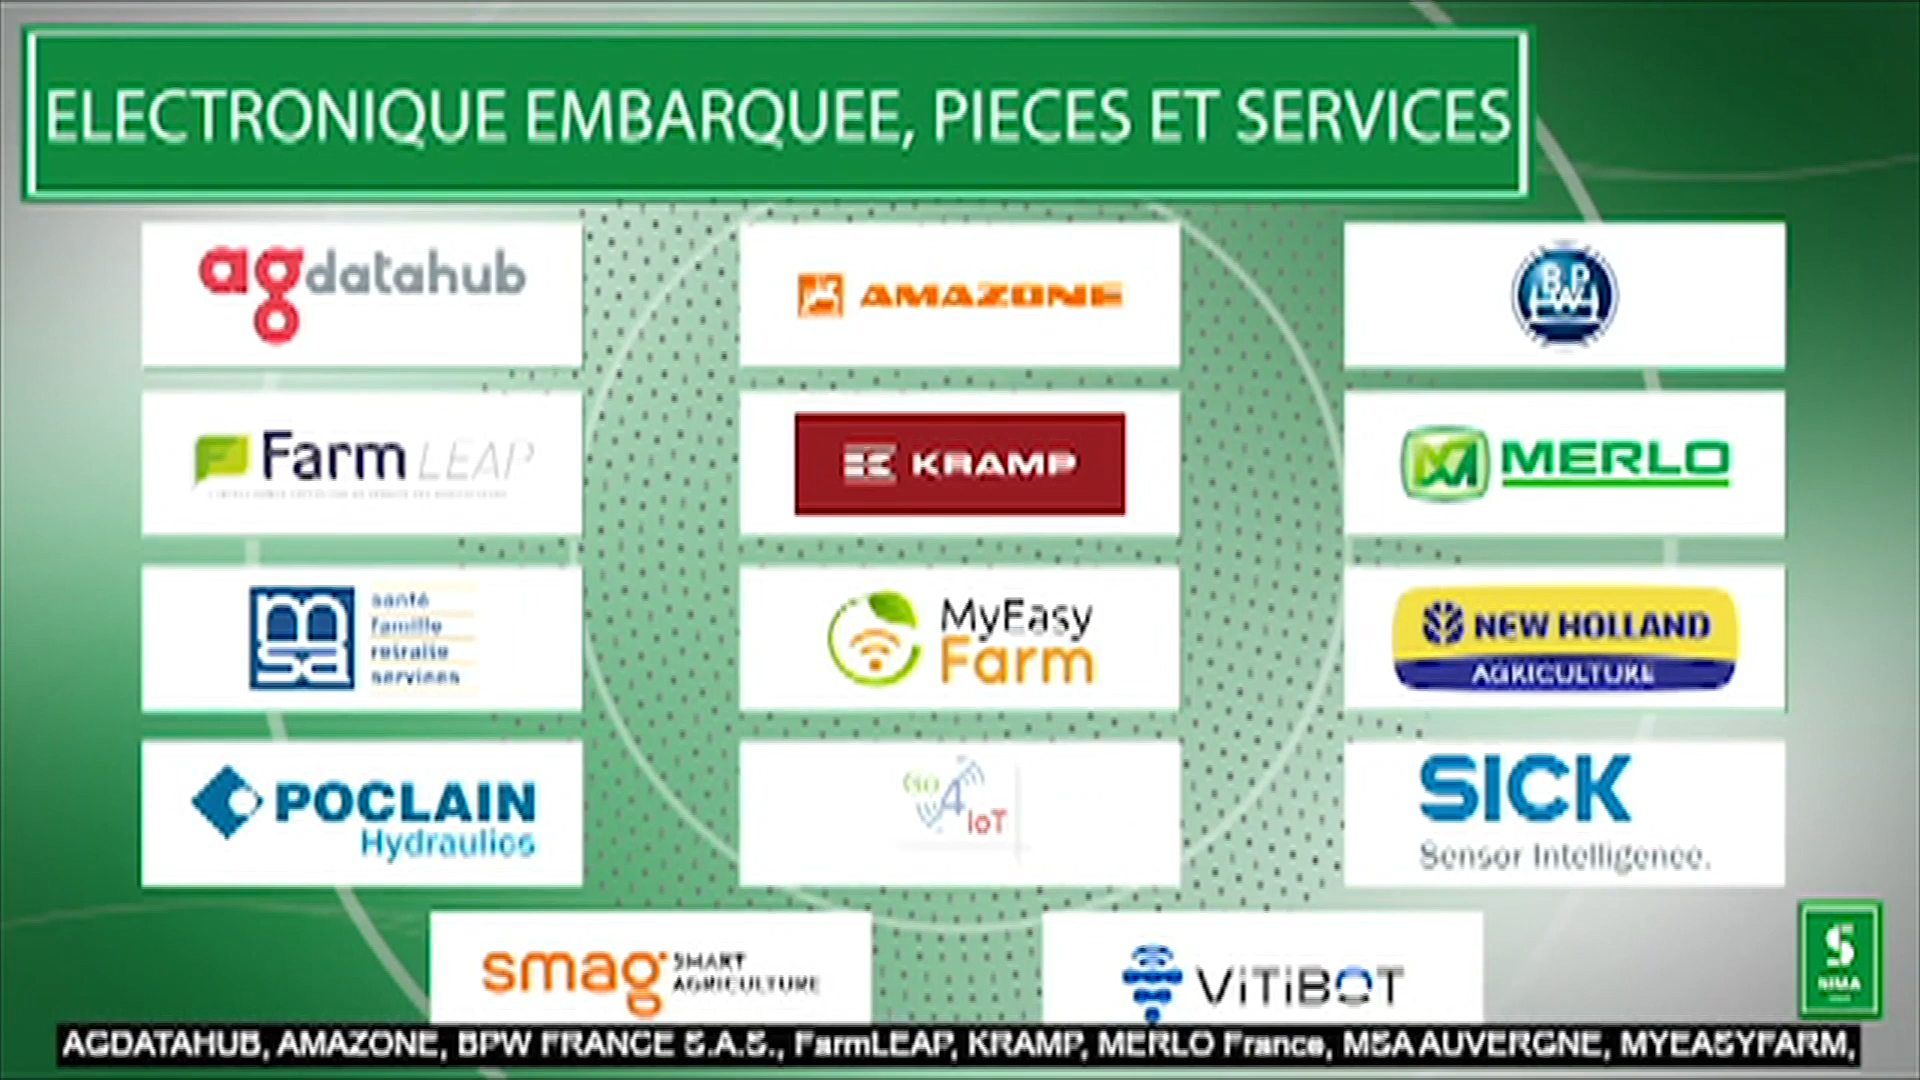 ELECTRONIQUE EMBARQUEE, PIECES ET SERVICES
agdatahub
AMAZONE
BPW
Farm LEAP
KRAMP
MERLO
msa
santé
famille
retraite
services
MyEasy
Farm
NEW HOLLAND
AGRICULTURE
POCLAIN
Hydraulics
4
IoT
SICK
Sensor Intelligence.
smag SMART
AGRICULTURE
ViTiBOT
SIMA
AGDATAHUB, AMAZONE, BPW FRANCE S.A.S., FarmLEAP, KRAMP, MERLO France, MSA AUVERGNE, MYEASYFARM,